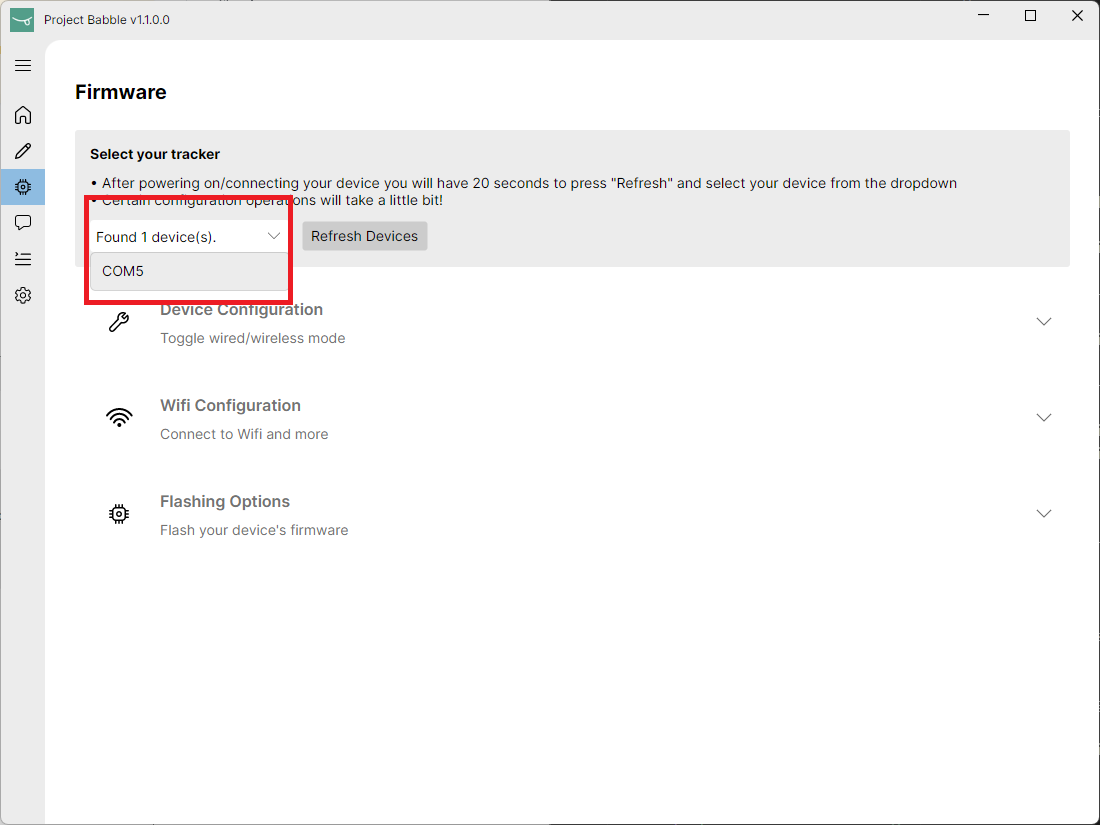 Project Babble v1.1.0.0
Firmware
Select your tracker
• After powering on/connecting your device you will have 20 seconds to press "Refresh" and select your device from the dropdown
• Certain configuration operations will take a little bit!
Found 1 device(s).
Refresh Devices
COM5
Device Configuration
Toggle wired/wireless mode
Wifi Configuration
Connect to Wifi and more
Flashing Options
Flash your device's firmware